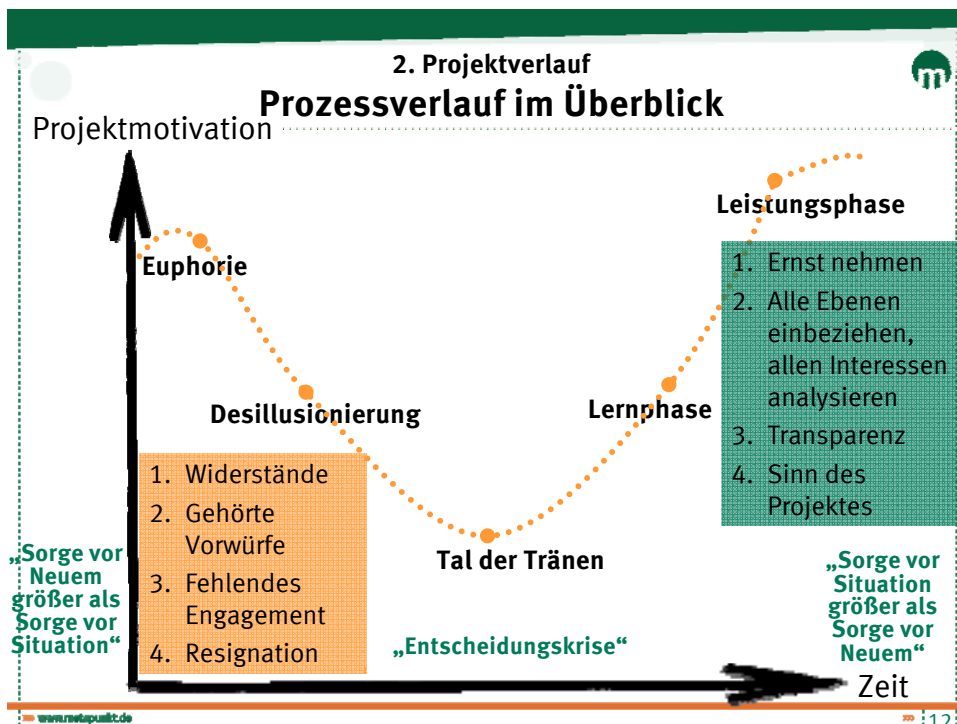 2. Projektverlauf
Prozessverlauf im Überblick
m
Projektmotivation
Leistungsphase
Euphorie
1. Ernst nehmen
2. Alle Ebenen
einbeziehen,
allen Interessen
analysieren
3. Transparenz
4. Sinn des
Projektes
Desillusionierung
Lernphase
1. Widerstände
2. Gehörte
Vorwürfe
3. Fehlendes
Engagement
4. Resignation
Tal der Tränen
„Sorge vor
Neuem
größer als
Sorge vor
Situation“
„Entscheidungskrise“
„Sorge vor
Situation
größer als
Sorge vor
Neuem“
Zeit
www.metapunkt.de
12